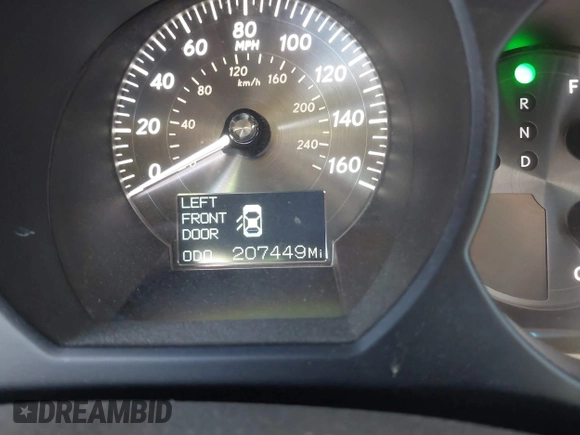 80
MPH
60
100
40
120
20
140
0
160
120
km/h
80
160
40
200
240
LEFT
FRONT
DOOR
ODO 207449Mi
R
N
D
F
DREAMBID